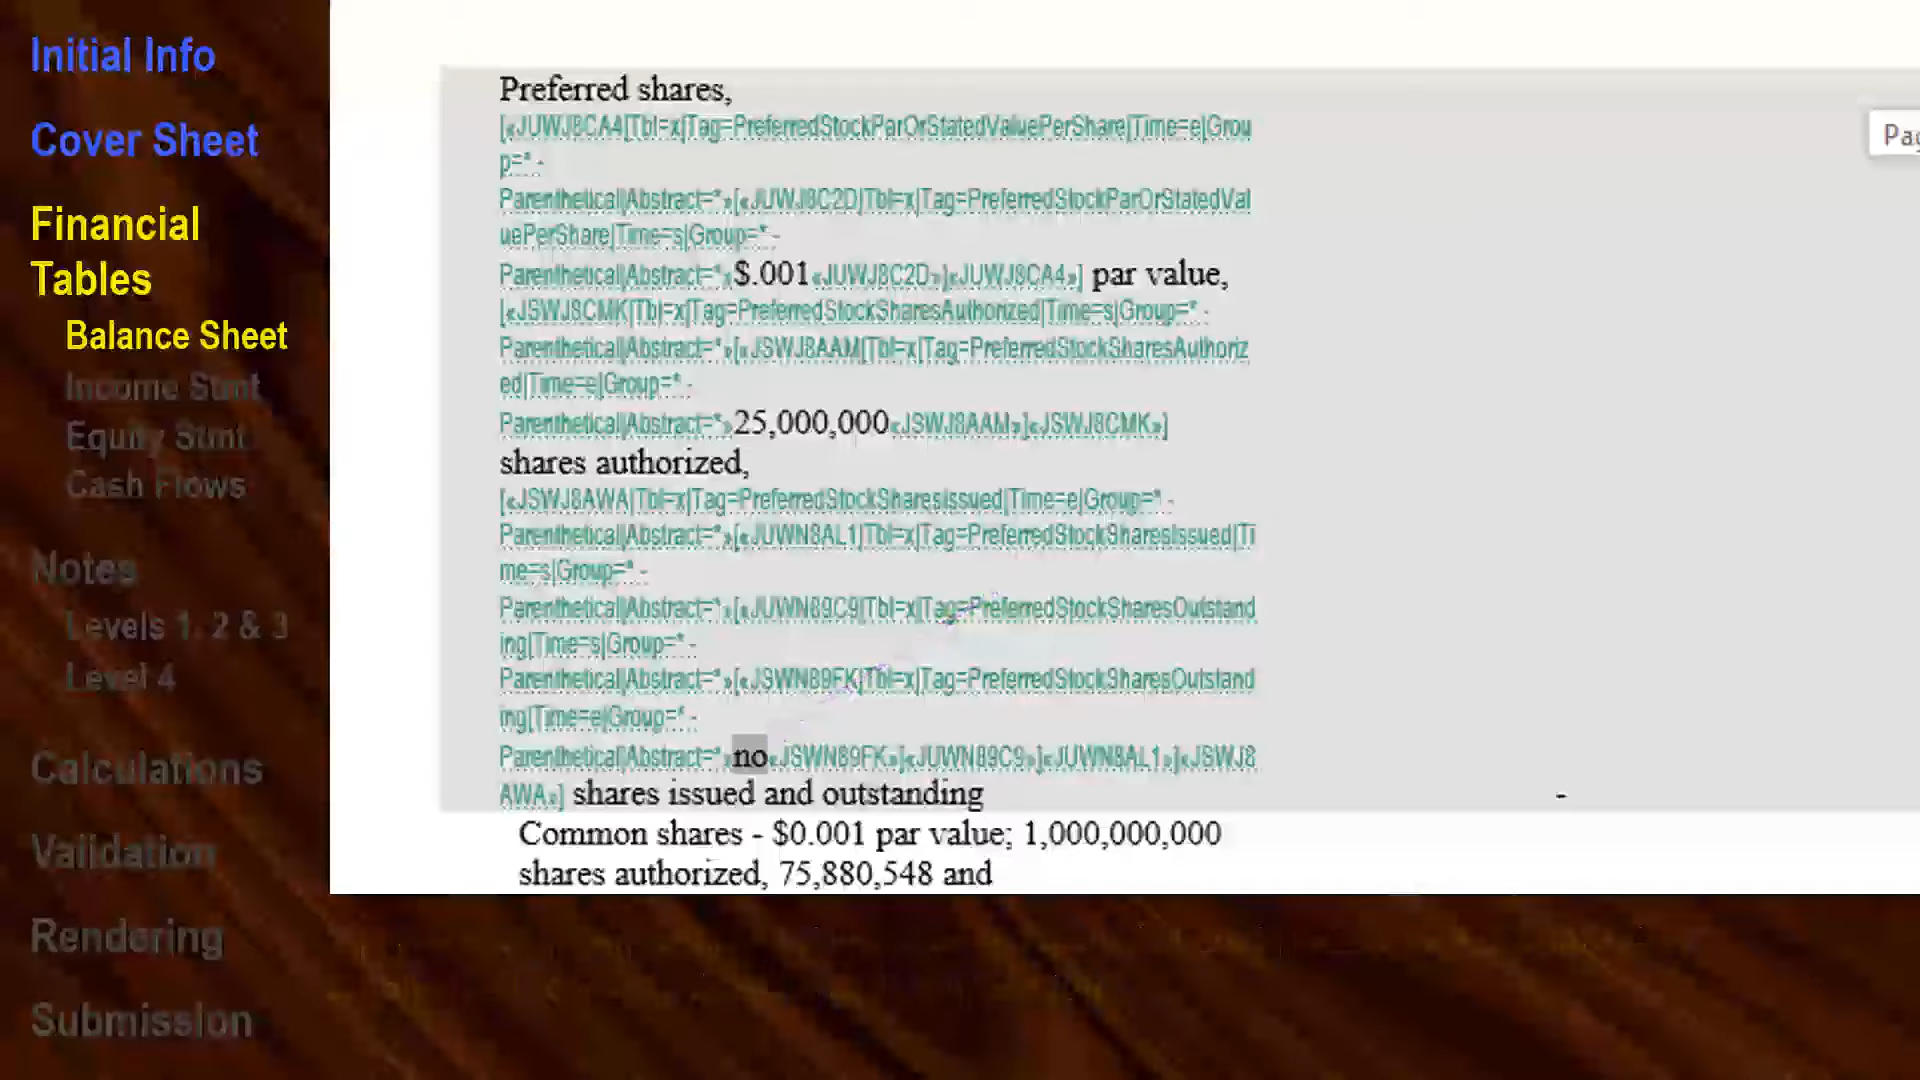 Initial Info
Cover Sheet
Financial
Tables
Balance Sheet
Income Stmt
Equity Stmt
Cash Flows
Notes
Levels 1, 2 & 3
Level 4
Calculations
Validation
Rendering
Submission
Preferred shares,
[«JUWJ8CA4|Tbl=x|Tag=PreferredStockParOrStatedValuePerShare|Time=e|Grou
p=* -
Parenthetical|Abstract=*»[«JUWJ8C2D|Tbl=x|Tag=PreferredStockParOrStatedVal
uePerShare|Time=s|Group=* -
Parenthetical|Abstract=*»$.001«JUWJ8C2D»]«JUWJ8CA4»] par value,
[«JSWJ8CMK|Tbl=x|Tag=PreferredStockSharesAuthorized|Time=s|Group=* -
Parenthetical|Abstract=*»[«JSWJ8AAM|Tbl=x|Tag=PreferredStockSharesAuthoriz
ed|Time=e|Group=* -
Parenthetical|Abstract=*»25,000,000«JSWJ8AAM»]«JSWJ8CMK»]
shares authorized,
[«JSWJ8AWA|Tbl=x|Tag=PreferredStockSharesIssued|Time=e|Group=* -
Parenthetical|Abstract=*»[«JUWN8AL1|Tbl=x|Tag=PreferredStockSharesIssued|Ti
me=s|Group=* -
Parenthetical|Abstract=*»[«JUWN89C9|Tbl=x|Tag=PreferredStockSharesOutstand
ing|Time=s|Group=* -
Parenthetical|Abstract=*»[«JSWN89FK|Tbl=x|Tag=PreferredStockSharesOutstand
ing|Time=e|Group=* -
Parenthetical|Abstract=*»no«JSWN89FK»]«JUWN89C9»]«JUWN8AL1»]«JSWJ8
AWA»] shares issued and outstanding -
Common shares - $0.001 par value; 1,000,000,000
shares authorized, 75,880,548 and